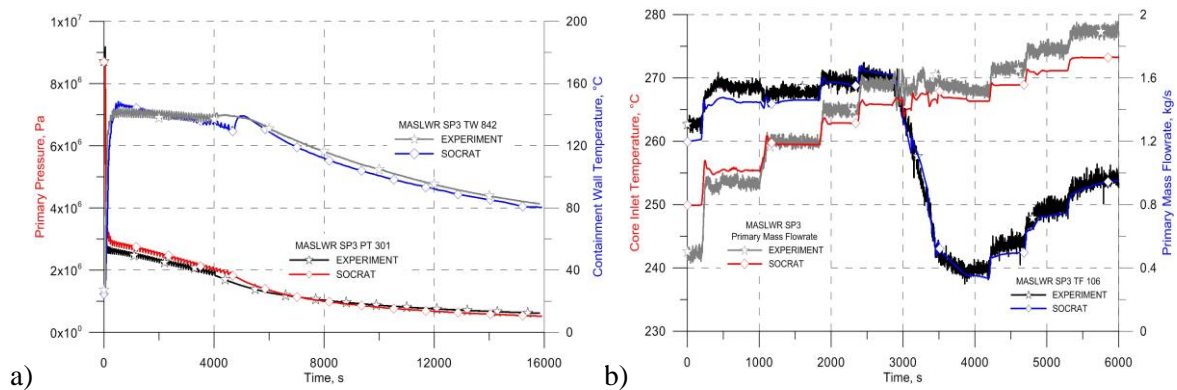 1x10⁷
8x10⁶
6x10⁶
4x10⁶
2x10⁶
0x10⁰
Primary Pressure, Pa
200
160
120
80
40
0
Containment Wall Temperature, °C
MASLWR SP3 TW 842
EXPERIMENT
SOCRAT
MASLWR SP3 PT 301
EXPERIMENT
SOCRAT
0 4000 8000 12000 16000
Time, s
a)
280
270
260
250
240
230
Core Inlet Temperature, °C
2
1.6
1.2
0.8
0.4
0
Primary Mass Flowrate, kg/s
MASLWR SP3
Primary Mass Flowrate
EXPERIMENT
SOCRAT
MASLWR SP3 TF 106
EXPERIMENT
SOCRAT
0 1000 2000 3000 4000 5000 6000
Time, s
b)